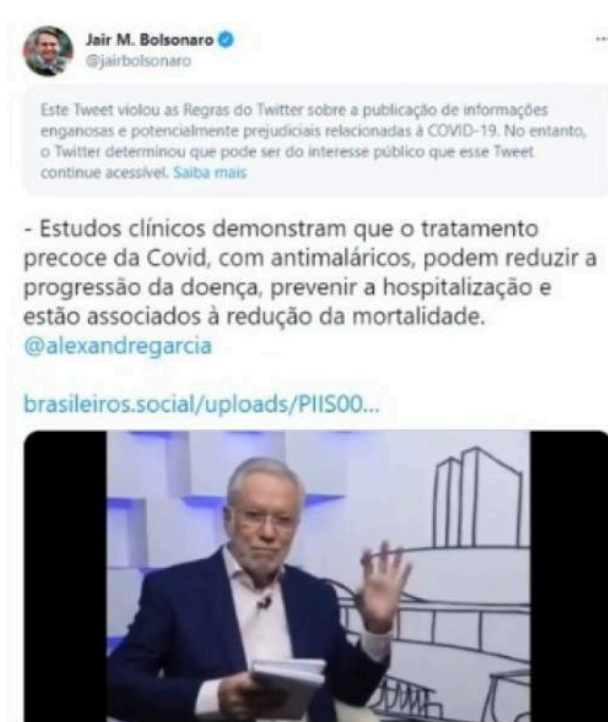 Jair M. Bolsonaro
@jairbolsonaro
Este Tweet violou as Regras do Twitter sobre a publicação de informações
enganosas e potencialmente prejudiciais relacionadas à COVID-19. No entanto,
o Twitter determinou que pode ser do interesse público que esse Tweet
continue acessível. Saiba mais
- Estudos clínicos demonstram que o tratamento
precoce da Covid, com antimaláricos, podem reduzir a
progressão da doença, prevenir a hospitalização e
estão associados à redução da mortalidade.
@alexandregarcia
brasileiros.social/uploads/PIIS00...